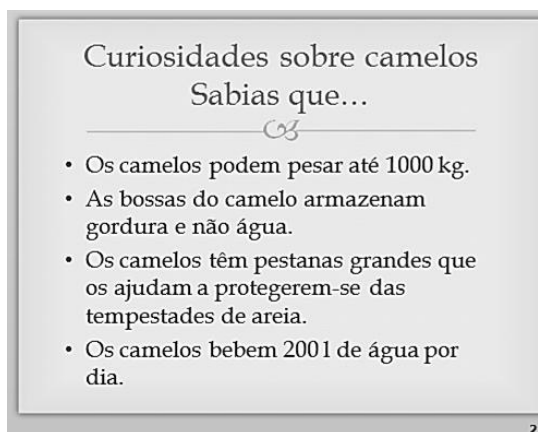 Curiosidades sobre camelos
Sabias que…
• Os camelos podem pesar até 1000 kg.
• As bossas do camelo armazenam
gordura e não água.
• Os camelos têm pestanas grandes que
os ajudam a protegerem-se das
tempestades de areia.
• Os camelos bebem 200 l de água por
dia.
2